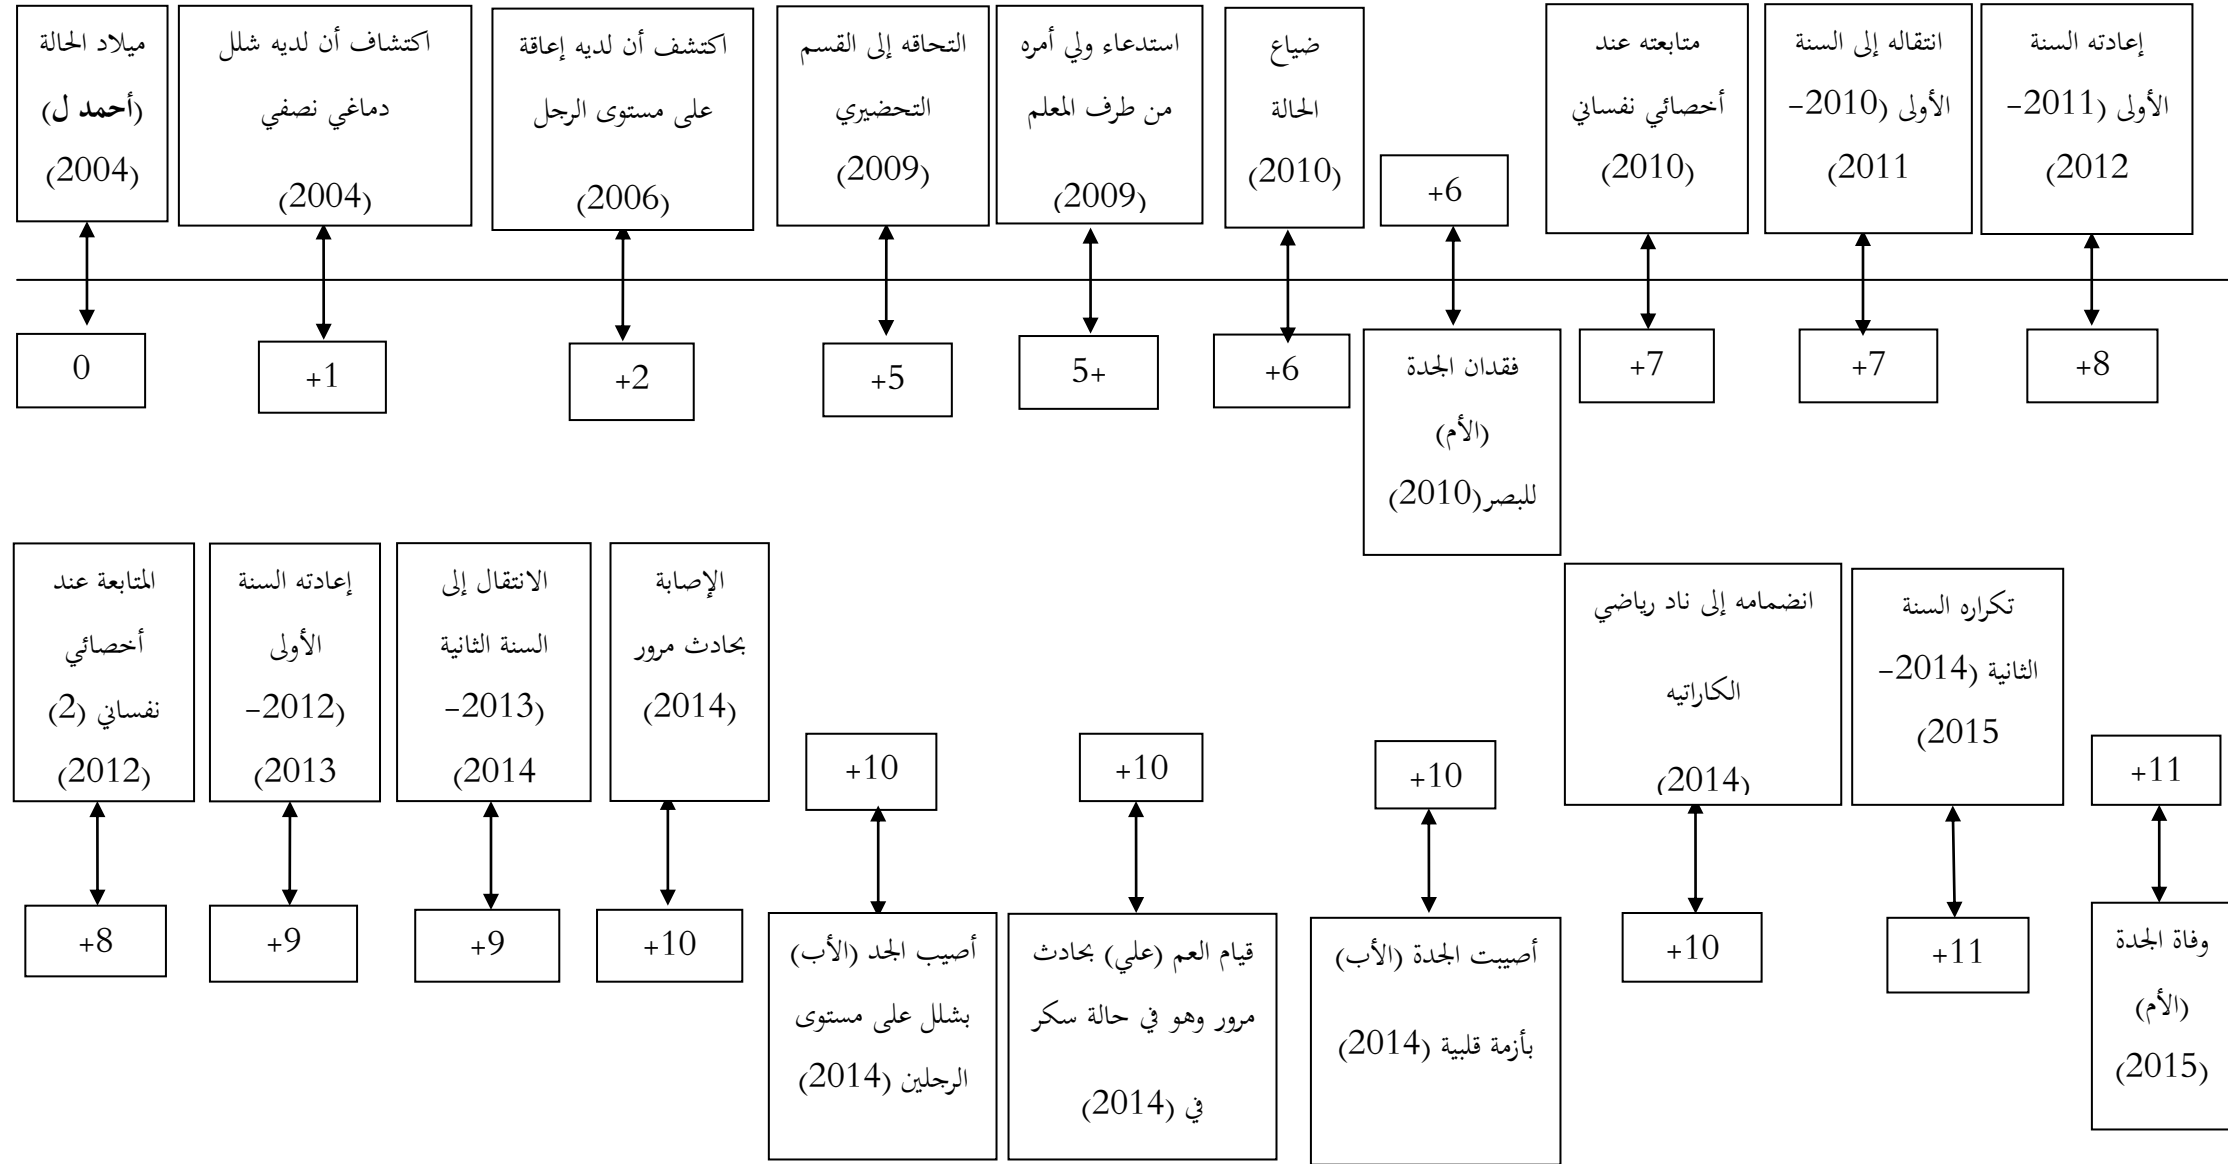 ميلاد الحالة
(أحمد ل)
(2004)
0
اكتشاف أن لديه شلل
دماغي نصفي
(2004)
+1
اكتشف أن لديه إعاقة
على مستوى الرجل
(2006)
+2
التحاقه إلى القسم
التحضيري
(2009)
+5
استدعاء ولي أمره
من طرف المعلم
(2009)
5+
ضياع
الحالة
(2010)
+6
+6
فقدان الجدة
(الأم)
للبصر(2010)
متابعته عند
أخصائي نفساني
(2010)
+7
انتقاله إلى السنة
الأولى (2010-
2011)
+7
إعادته السنة
الأولى (2011-
2012)
+8
المتابعة عند
أخصائي
نفساني (2)
(2012)
+8
إعادته السنة
الأولى
(2012-
2013)
+9
الانتقال إلى
السنة الثانية
(2013-
2014)
+9
الإصابة
بحادث مرور
(2014)
+10
+10
أصيب الجد (الأب)
بشلل على مستوى
الرجلين (2014)
+10
قيام العم (علي) بحادث
مرور وهو في حالة سكر
في (2014)
+10
أصيبت الجدة (الأب)
بأزمة قلبية (2014)
انضمامه إلى ناد رياضي
الكاراتيه
(2014)
+10
تكراره السنة
الثانية (2014-
2015)
+11
+11
وفاة الجدة
(الأم)
(2015)